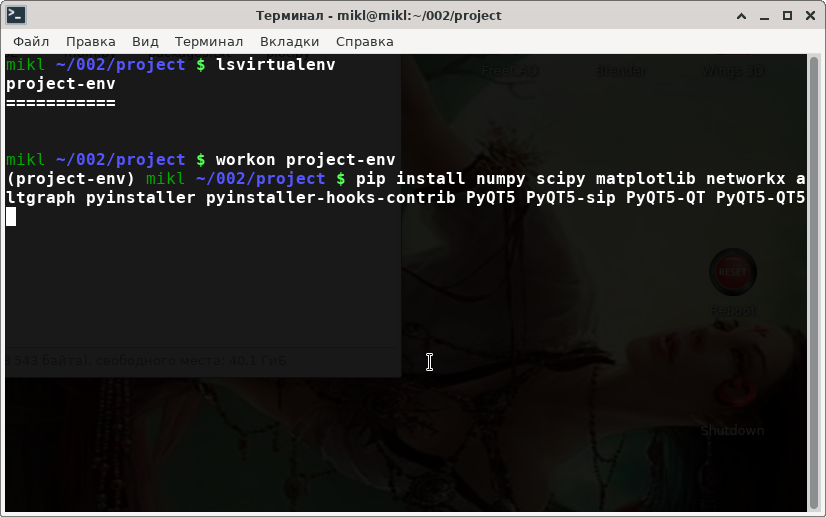 Терминал - mikl@mikl:~/002/project
Файл Правка Вид Терминал Вкладки Справка
mikl ~/002/project $ lsvirtualenv
project-env
===========
mikl ~/002/project $ workon project-env
(project-env) mikl ~/002/project $ pip install numpy scipy matplotlib networkx a
ltgraph pyinstaller pyinstaller-hooks-contrib PyQT5 PyQT5-sip PyQT5-QT PyQT5-QT5
FreeCAD Blender Wings 3D
RESET
Reboot
543 байта), свободного места: 40,1 ГиБ
Shutdown